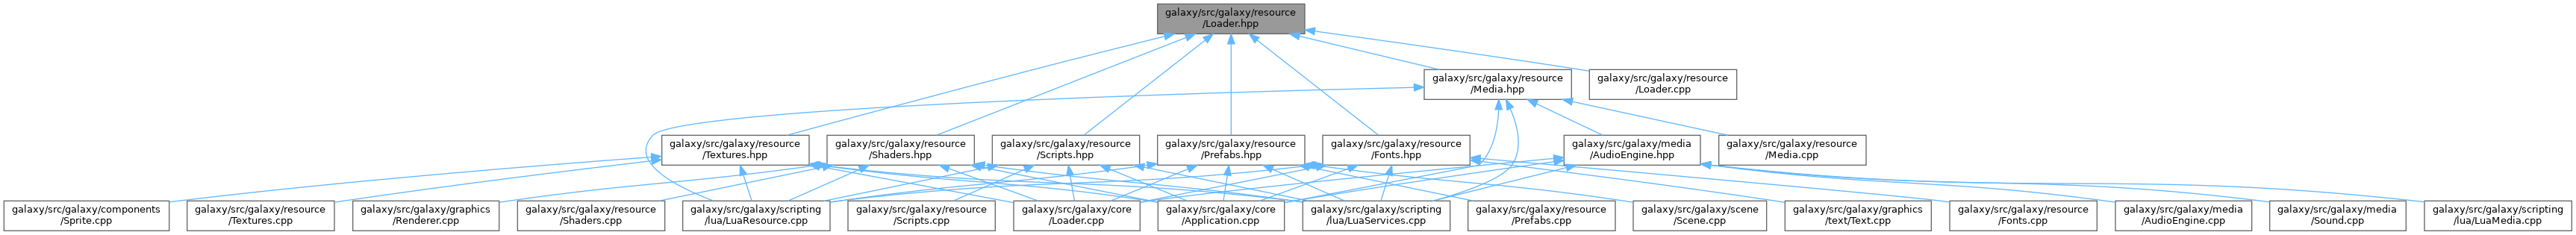 galaxy/src/galaxy/resource
/Loader.hpp
galaxy/src/galaxy/resource
/Media.hpp
galaxy/src/galaxy/resource
/Loader.cpp
galaxy/src/galaxy/resource
/Textures.hpp
galaxy/src/galaxy/resource
/Shaders.hpp
galaxy/src/galaxy/resource
/Scripts.hpp
galaxy/src/galaxy/resource
/Prefabs.hpp
galaxy/src/galaxy/resource
/Fonts.hpp
galaxy/src/galaxy/media
/AudioEngine.hpp
galaxy/src/galaxy/resource
/Media.cpp
galaxy/src/galaxy/components
/Sprite.cpp
galaxy/src/galaxy/resource
/Textures.cpp
galaxy/src/galaxy/graphics
/Renderer.cpp
galaxy/src/galaxy/resource
/Shaders.cpp
galaxy/src/galaxy/scripting
/lua/LuaResource.cpp
galaxy/src/galaxy/resource
/Scripts.cpp
galaxy/src/galaxy/core
/Loader.cpp
galaxy/src/galaxy/core
/Application.cpp
galaxy/src/galaxy/scripting
/lua/LuaServices.cpp
galaxy/src/galaxy/resource
/Prefabs.cpp
galaxy/src/galaxy/scene
/Scene.cpp
galaxy/src/galaxy/graphics
/text/Text.cpp
galaxy/src/galaxy/resource
/Fonts.cpp
galaxy/src/galaxy/media
/AudioEngine.cpp
galaxy/src/galaxy/media
/Sound.cpp
galaxy/src/galaxy/scripting
/lua/LuaMedia.cpp